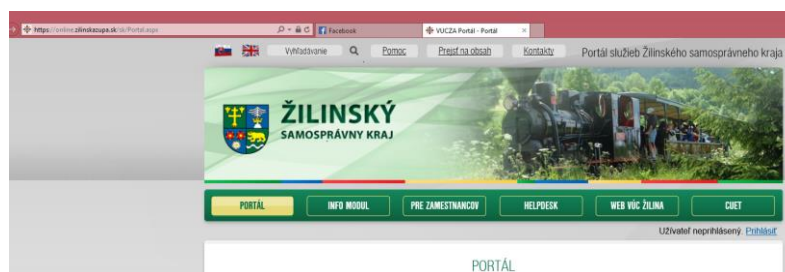 https://online.zilinskazupa.sk/sk/Portal.aspx
Facebook
VUCZA Portál - Portál
Vyhľadávanie
Pomoc
Prejsť na obsah
Kontakty
Portál služieb Žilinského samosprávneho kraja
ŽILINSKÝ
SAMOSPRÁVNY KRAJ
PORTÁL
INFO MODUL
PRE ZAMESTNANCOV
HELPDESK
WEB VÚC ŽILINA
CUET
Užívateľ neprihlásený. Prihlásiť
PORTÁL